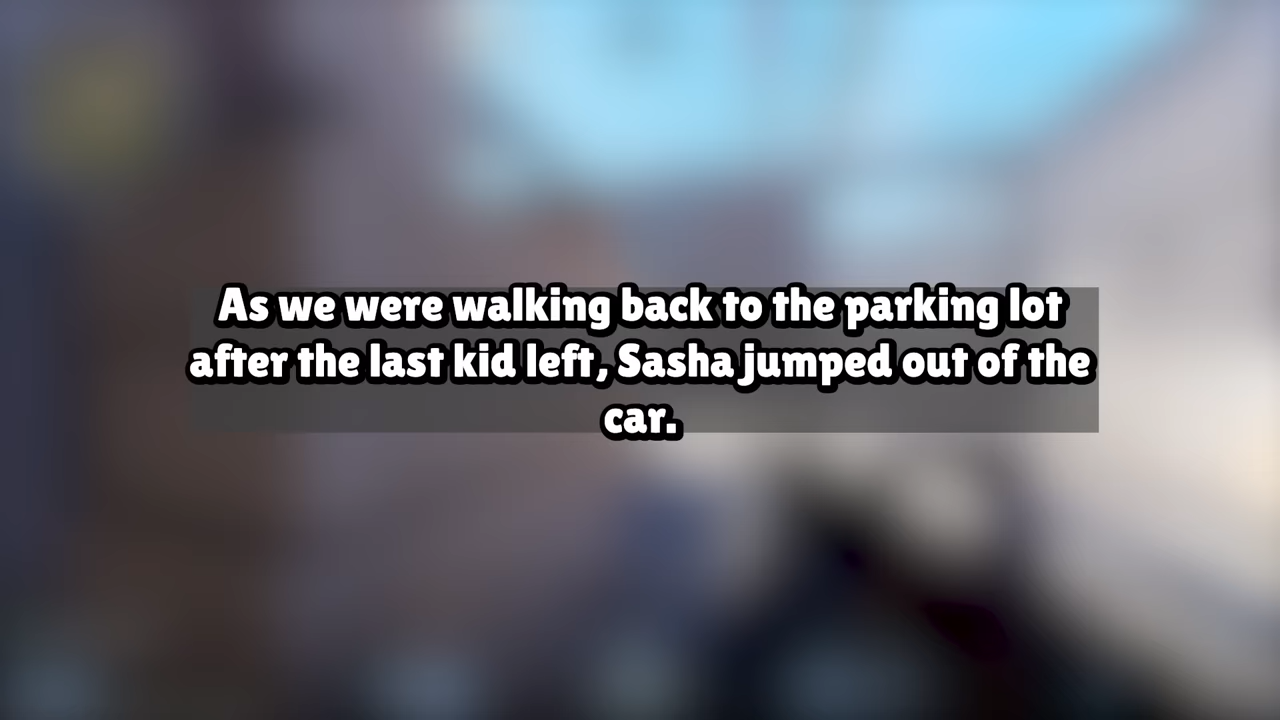 As we were walking back to the parking lot
after the last kid left, Sasha jumped out of the
car.